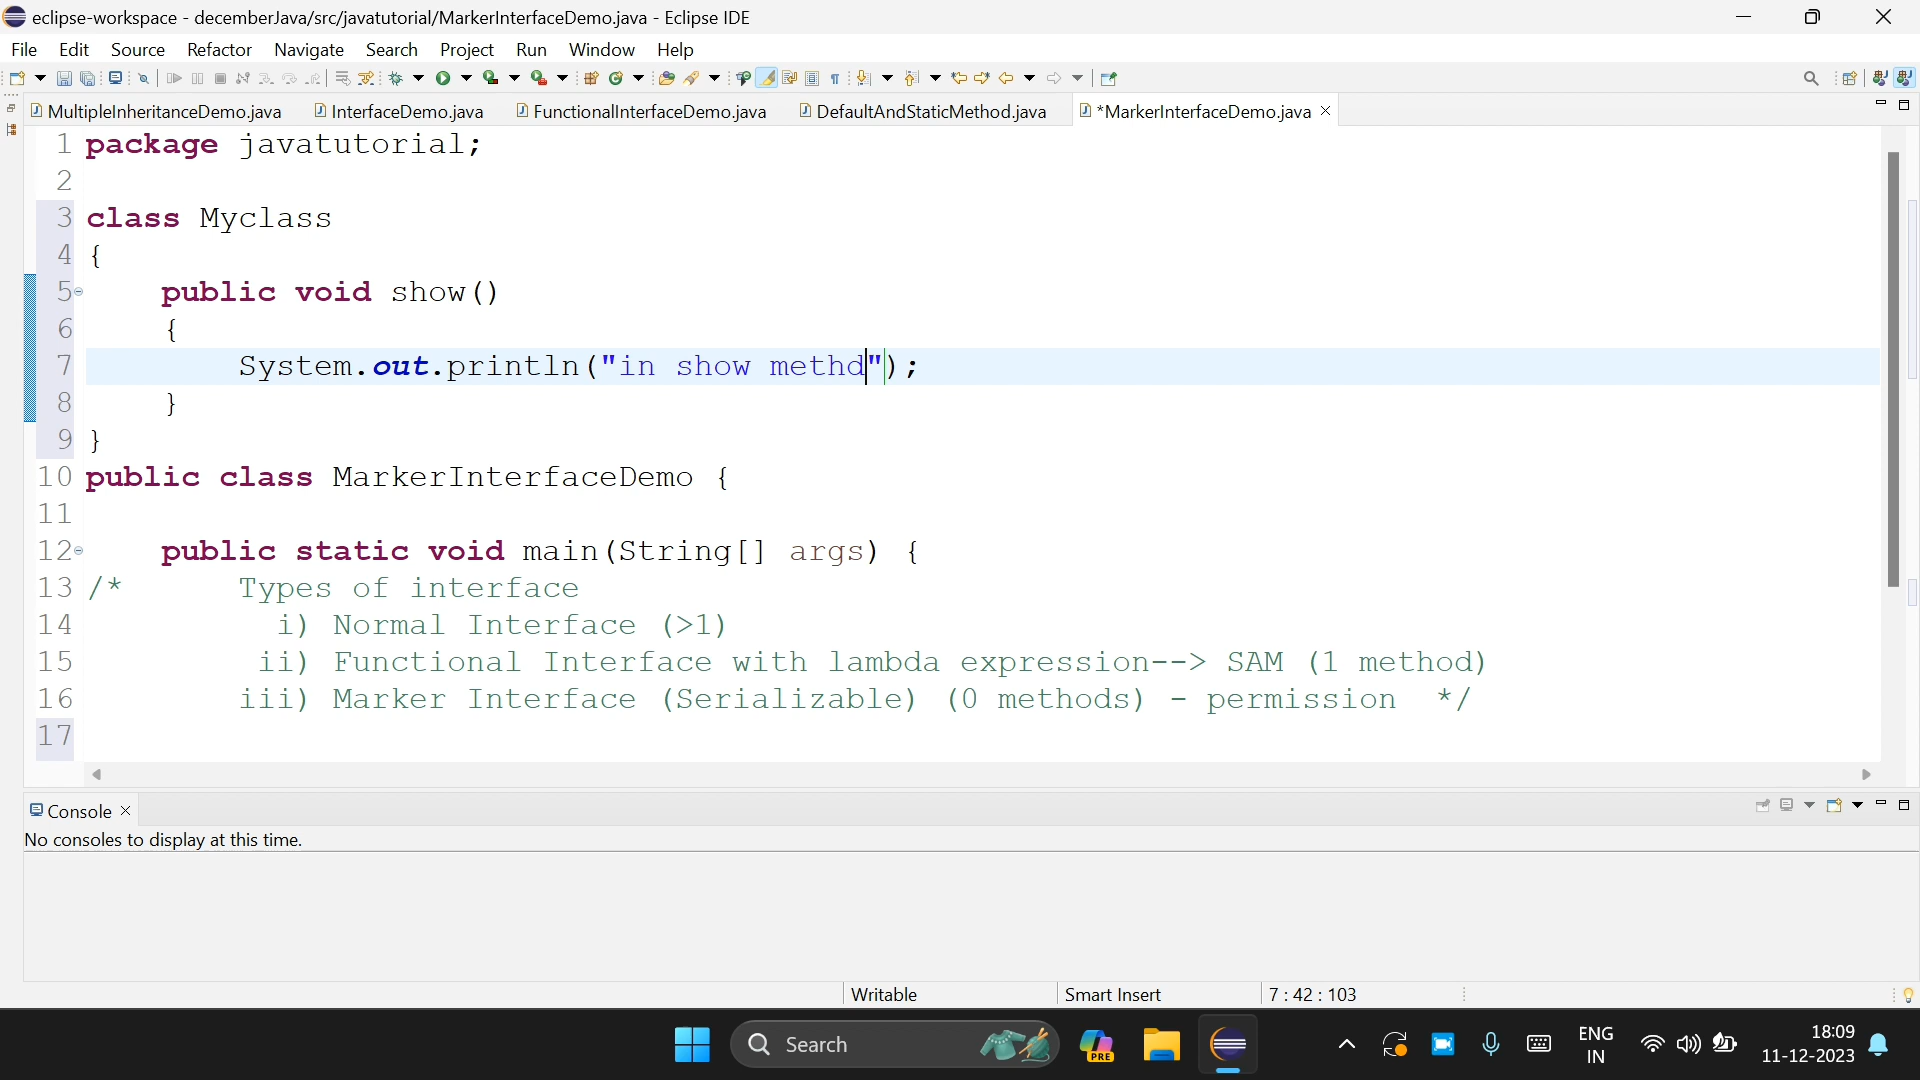 eclipse-workspace - decemberJava/src/javatutorial/MarkerInterfaceDemo.java - Eclipse IDE
File Edit Source Refactor Navigate Search Project Run Window Help
MultipleInheritanceDemo.java InterfaceDemo.java FunctionalInterfaceDemo.java DefaultAndStaticMethod.java *MarkerInterfaceDemo.java
1 package javatutorial;
2
3 class Myclass
4 {
5 public void show()
6 {
7 System.out.println("in show methd");
8 }
9 }
10 public class MarkerInterfaceDemo {
11
12 public static void main(String[] args) {
13 /* Types of interface
14 i) Normal Interface (>1)
15 ii) Functional Interface with lambda expression--> SAM (1 method)
16 iii) Marker Interface (Serializable) (0 methods) - permission */
17
Console
No consoles to display at this time.
Writable Smart Insert 7 : 42 : 103
Search PRE ENG 18:09
IN 11-12-2023